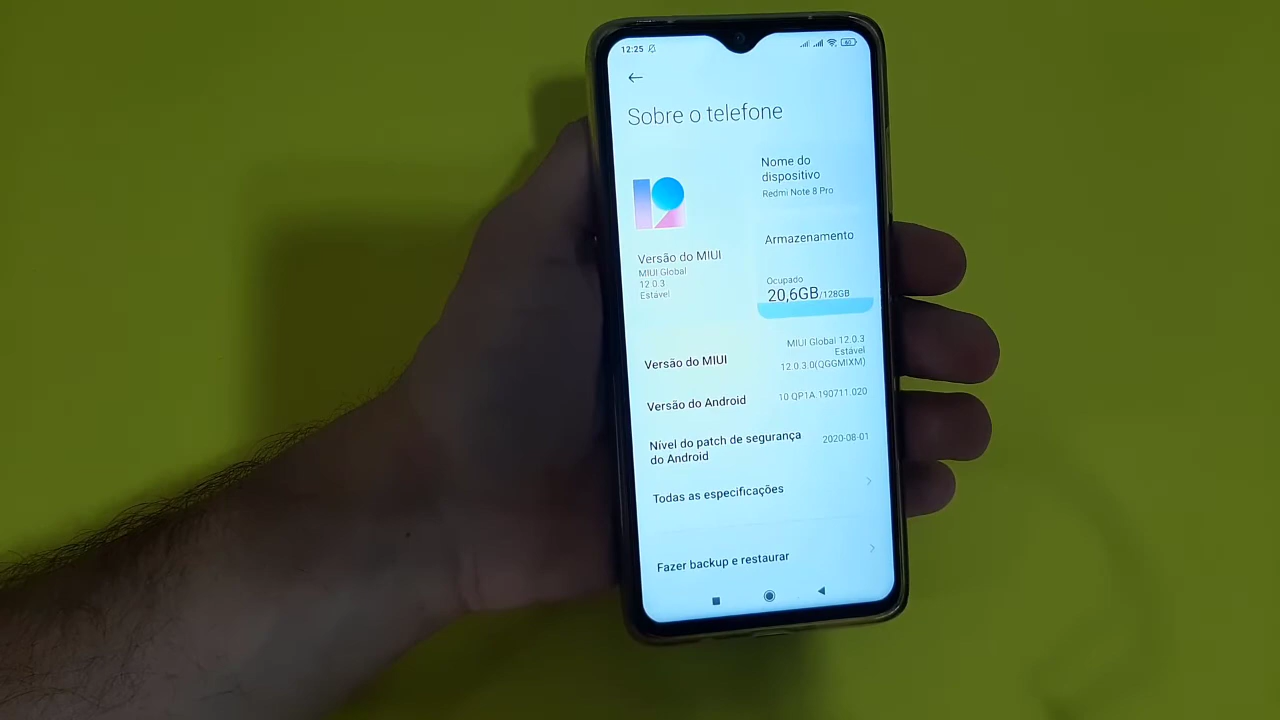 12:25
60
Sobre o telefone
Versão do MIUI
MIUI Global
12.0.3
Estável
Nome do
dispositivo
Redmi Note 8 Pro
Armazenamento
Ocupado
20,6GB/128GB
Versão do MIUI
MIUI Global 12.0.3
Estável
12.0.3.0(QGGMIXM)
Versão do Android
10 QP1A.190711.020
Nível do patch de segurança
do Android
2020-08-01
Todas as especificações
Fazer backup e restaurar